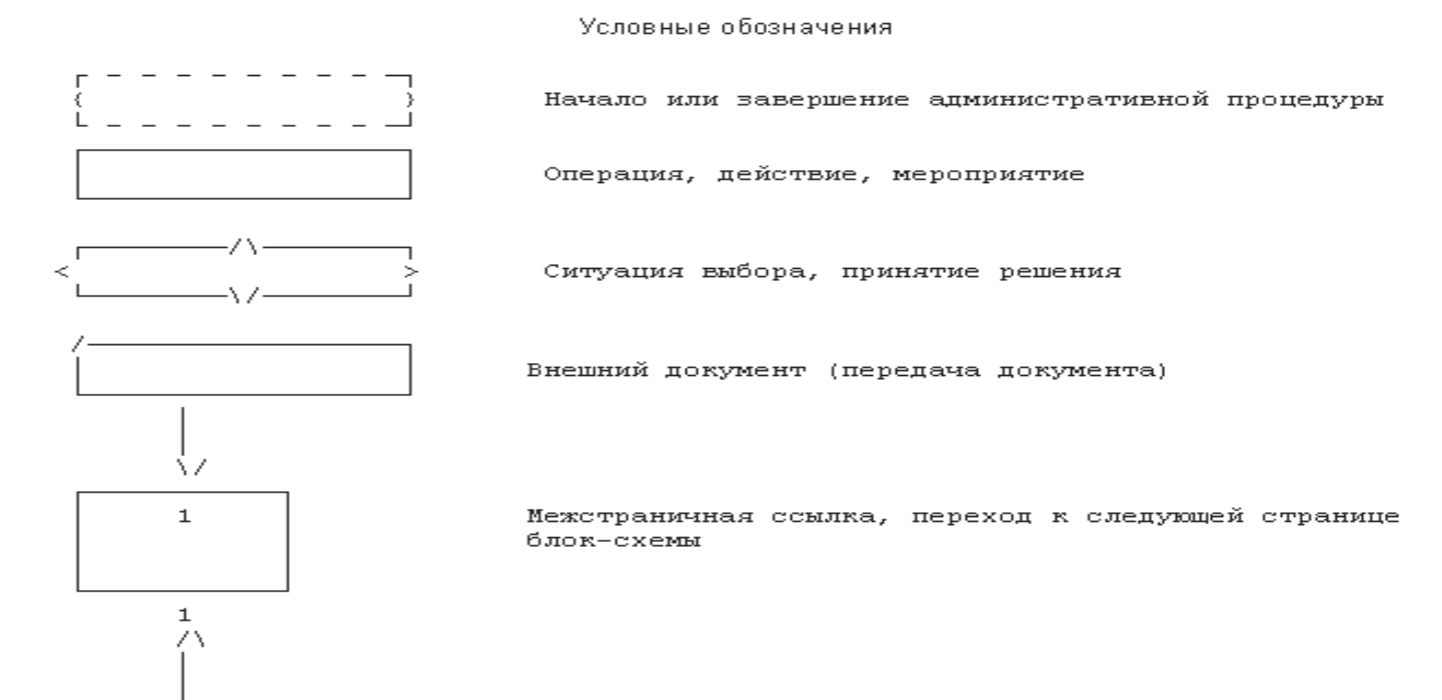 Условные обозначения
Начало или завершение административной процедуры
Операция, действие, мероприятие
Ситуация выбора, принятие решения
Внешний документ (передача документа)
1
Межстраничная ссылка, переход к следующей странице
блок-схемы
1